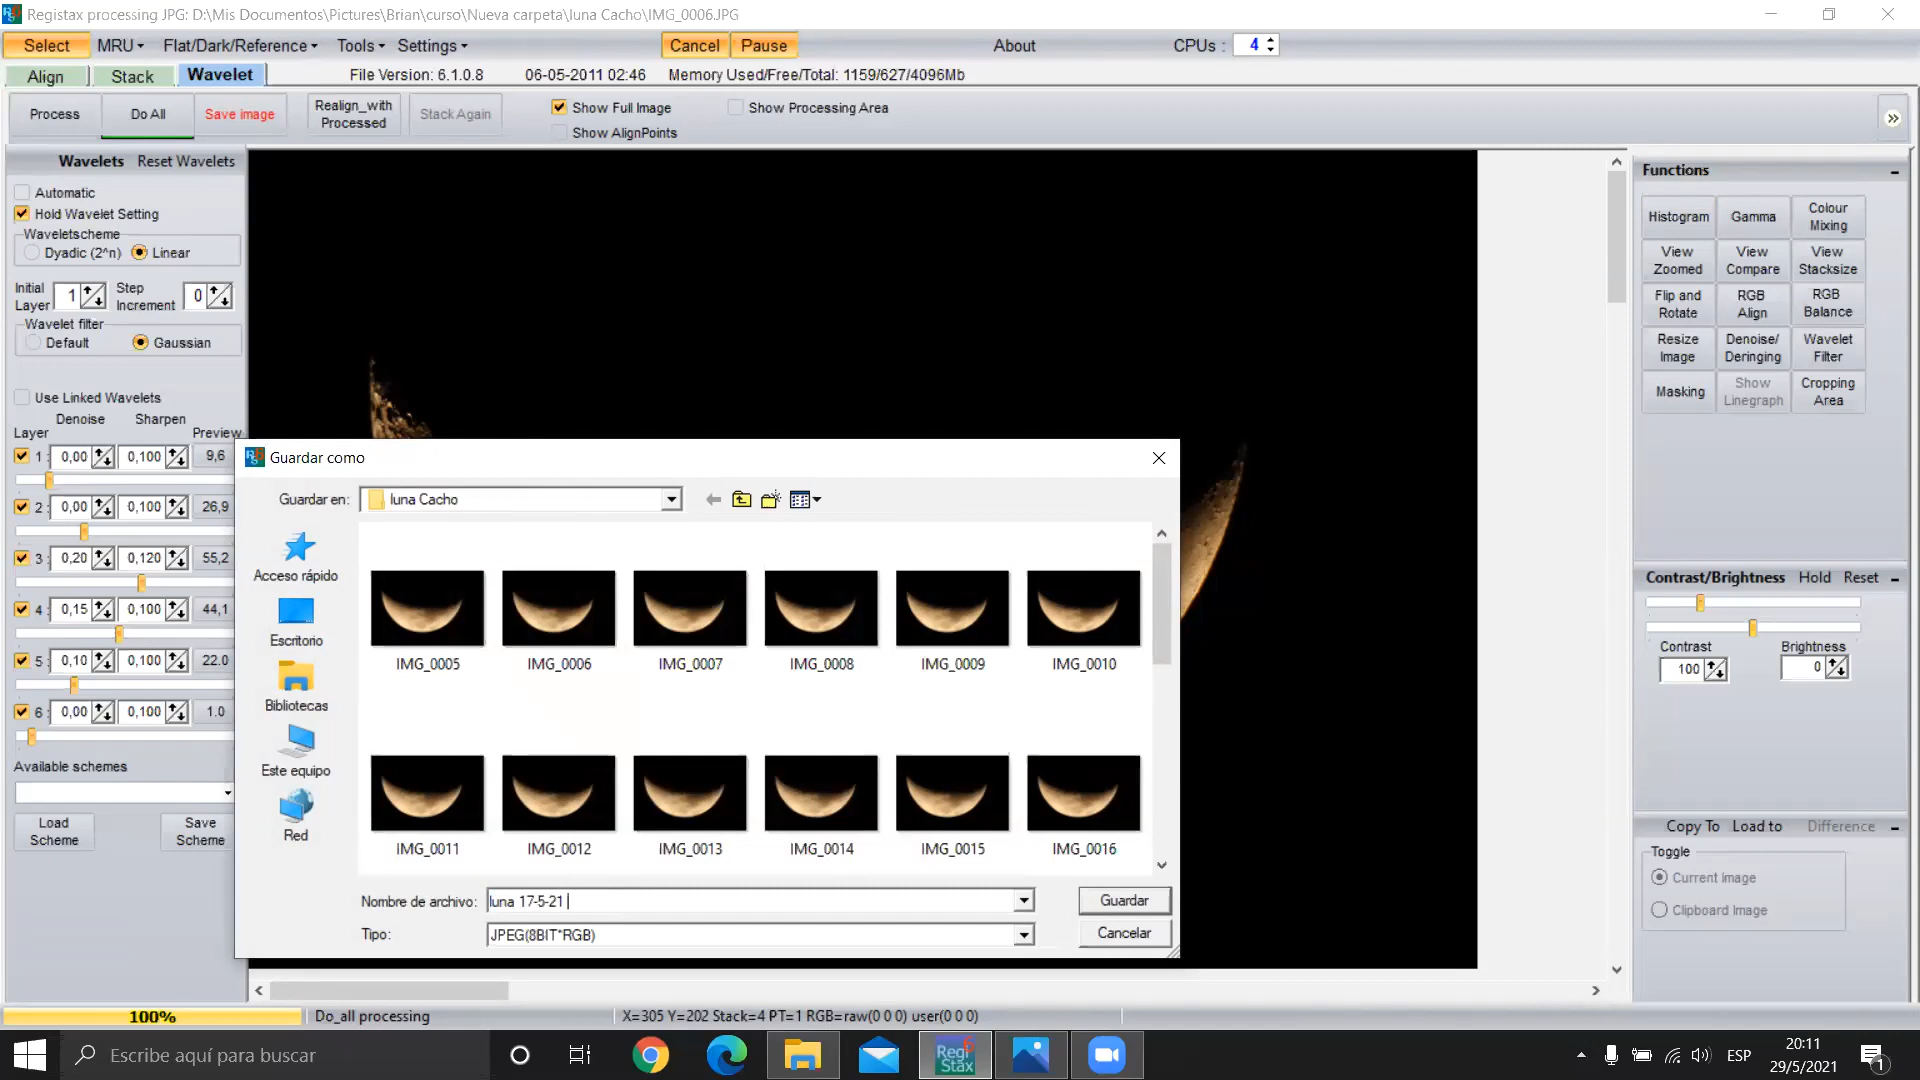 Registax processing JPG: D:\Mis Documentos\Pictures\Brian\curso\Nueva carpeta\luna Cacho\IMG_0006.JPG
Select MRU Flat/Dark/Reference Tools Settings Cancel Pause About CPUs : 4
Align Stack Wavelet File Version: 6.1.0.8 06-05-2011 02:46 Memory Used/Free/Total: 1159/627/4096Mb
Process Do All Save image Realign_with Processed Stack Again
Show Full Image Show Processing Area
Show AlignPoints
Wavelets Reset Wavelets
Automatic
Hold Wavelet Setting
Waveletscheme
Dyadic (2^n) Linear
Initial Layer 1 Step Increment 0
Wavelet filter
Default Gaussian
Use Linked Wavelets
Denoise Sharpen
Layer Preview
1 : 0,00 0,100 9,6
2 : 0,00 0,100 26,9
3 : 0,20 0,120 55,2
4 : 0,15 0,100 44,1
5 : 0,10 0,100 22.0
6 : 0,00 0,100 1.0
Available schemes
Load Scheme Save Scheme
Guardar como
Guardar en: luna Cacho
Acceso rápido
Escritorio
Bibliotecas
Este equipo
Red
IMG_0005 IMG_0006 IMG_0007 IMG_0008 IMG_0009 IMG_0010
IMG_0011 IMG_0012 IMG_0013 IMG_0014 IMG_0015 IMG_0016
Nombre de archivo: luna 17-5-21 Guardar
Tipo: JPEG(8BIT*RGB) Cancelar
Functions
Histogram Gamma Colour Mixing
View Zoomed View Compare View Stacksize
Flip and Rotate RGB Align RGB Balance
Resize Image Denoise/ Deringing Wavelet Filter
Masking Show Linegraph Cropping Area
Contrast/Brightness Hold Reset
Contrast Brightness
100 0
Copy To Load to Difference
Toggle
Current Image
Clipboard Image
100% Do_all processing X=305 Y=202 Stack=4 PT=1 RGB=raw(0 0 0) user(0 0 0)
Escribe aquí para buscar
Regi Stax 6
ESP
20:11
29/5/2021
1